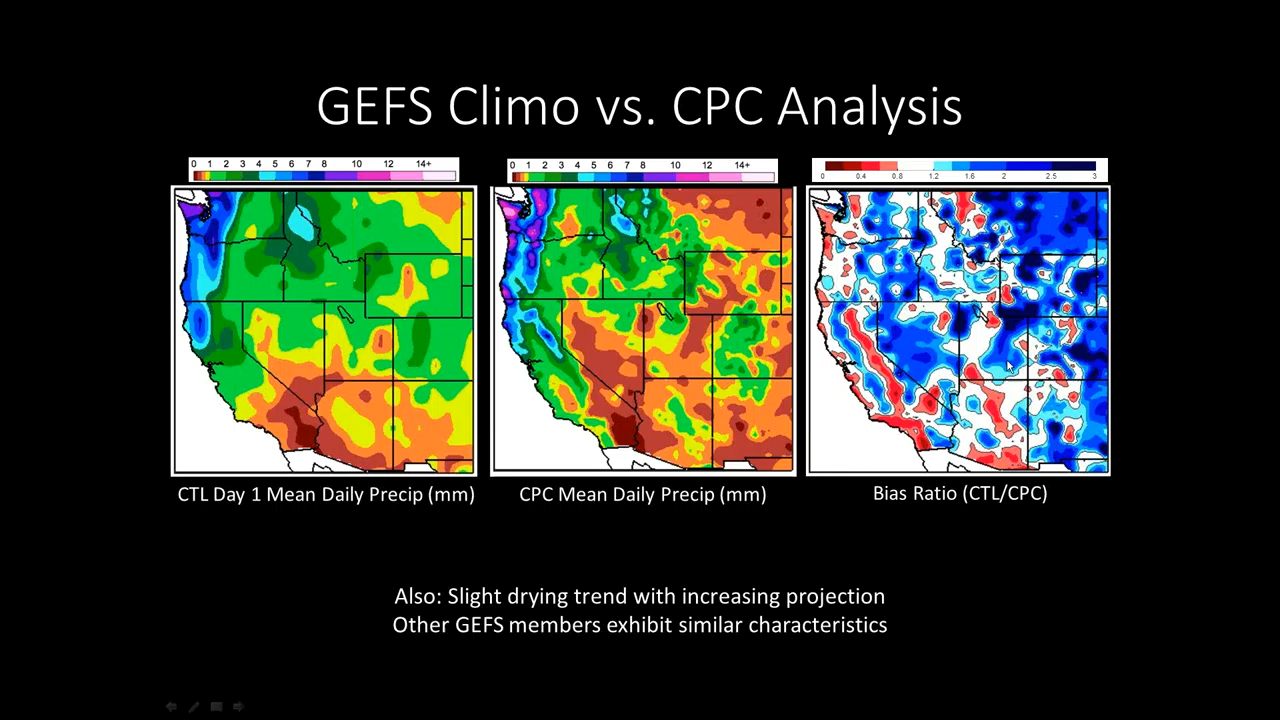 GEFS Climo vs. CPC Analysis
0 1 2 3 4 5 6 7 8 10 12 14+
0 1 2 3 4 5 6 7 8 10 12 14+
0 0.4 0.8 1.2 1.6 2 2.5 3
CTL Day 1 Mean Daily Precip (mm)
CPC Mean Daily Precip (mm)
Bias Ratio (CTL/CPC)
Also: Slight drying trend with increasing projection
Other GEFS members exhibit similar characteristics